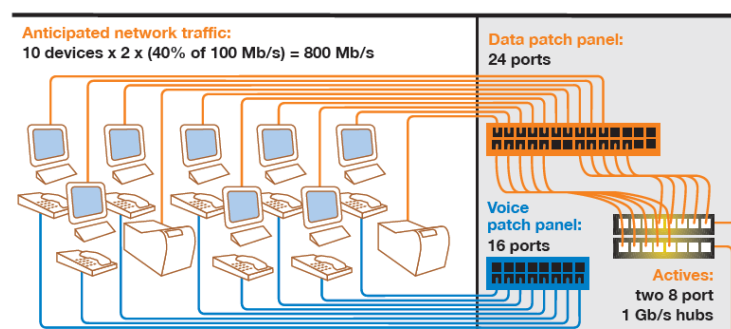 Anticipated network traffic:
10 devices x 2 x (40% of 100 Mb/s) = 800 Mb/s
Data patch panel:
24 ports
Voice
patch panel:
16 ports
Actives:
two 8 port
1 Gb/s hubs